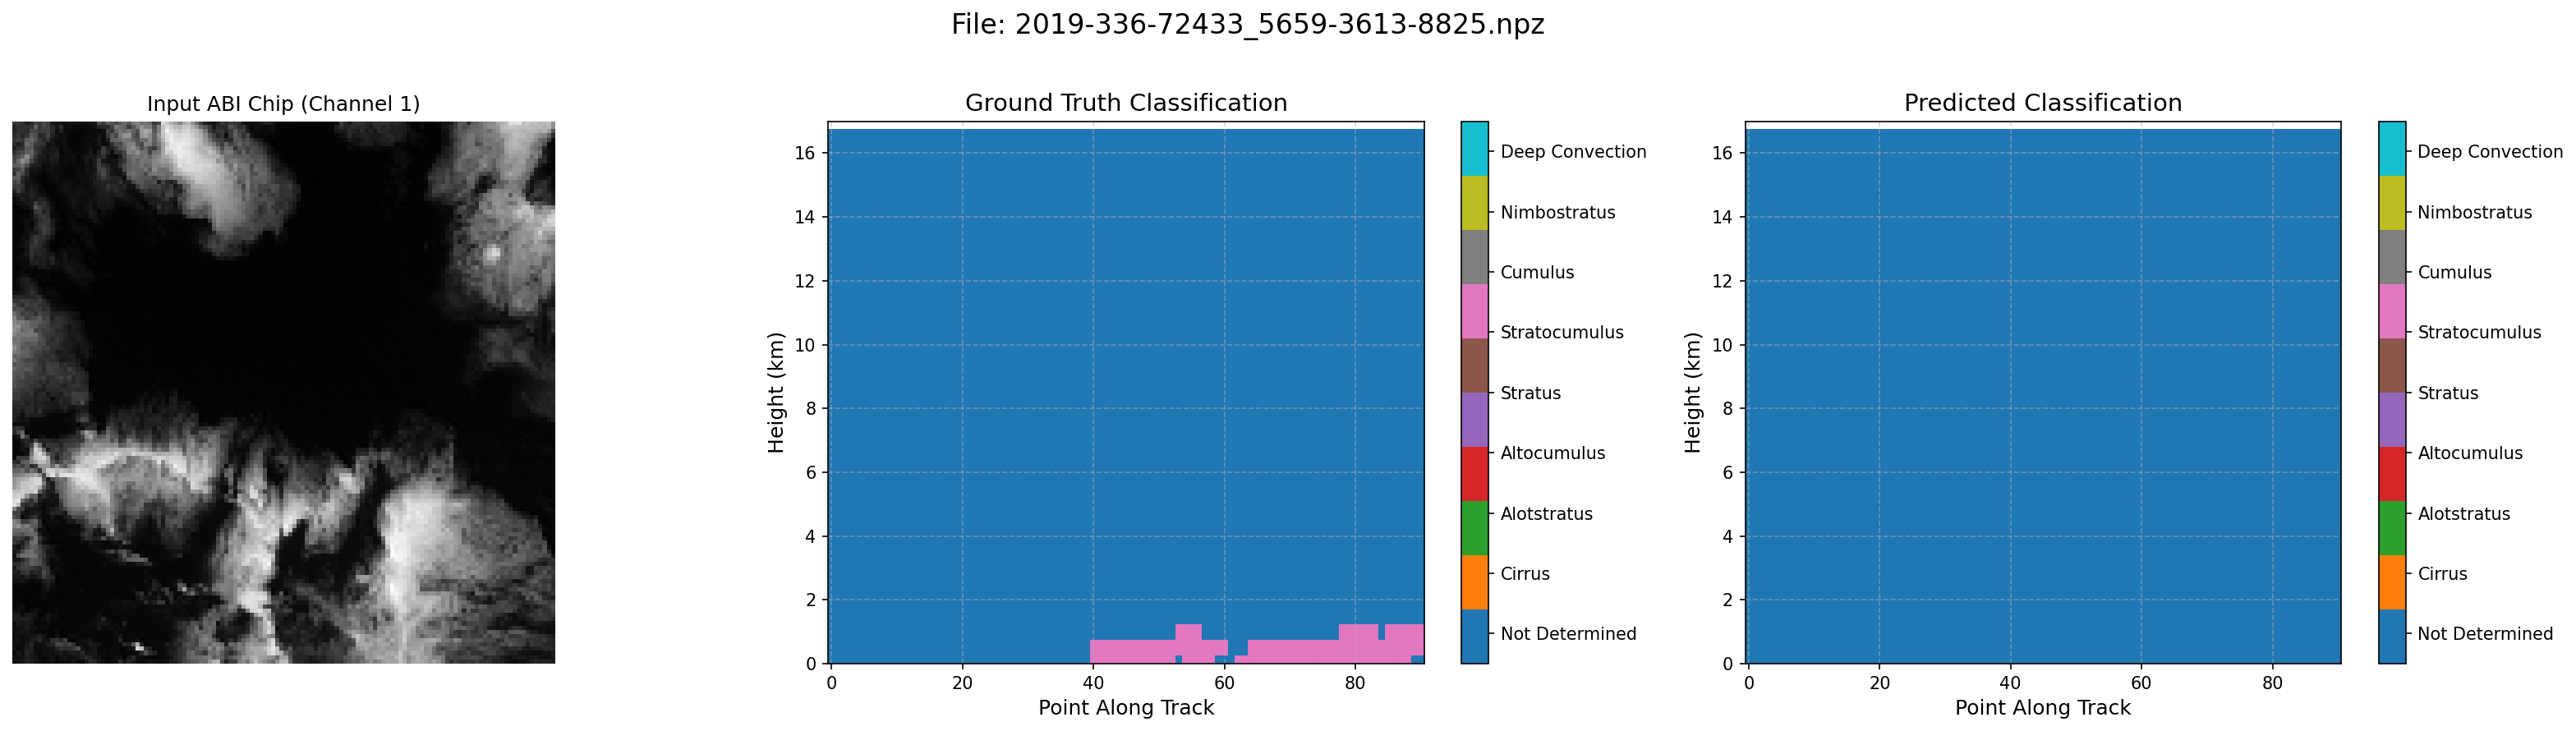 File: 2019-336-72433_5659-3613-8825.npz
Input ABI Chip (Channel 1)
Ground Truth Classification
Height (km)
16
14
12
10
8
6
4
2
0
0 20 40 60 80
Point Along Track
Deep Convection
Nimbostratus
Cumulus
Stratocumulus
Stratus
Altocumulus
Alotstratus
Cirrus
Not Determined
Predicted Classification
Height (km)
16
14
12
10
8
6
4
2
0
0 20 40 60 80
Point Along Track
Deep Convection
Nimbostratus
Cumulus
Stratocumulus
Stratus
Altocumulus
Alotstratus
Cirrus
Not Determined